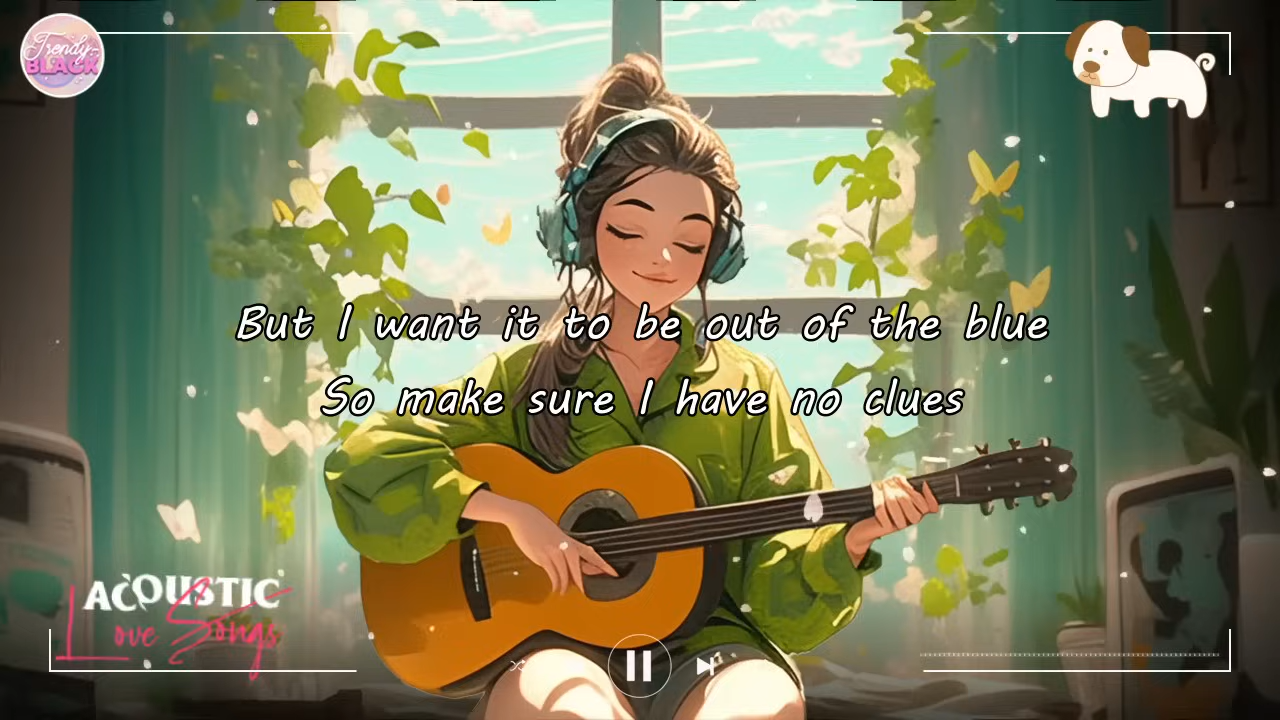 Trendy-
BLACK
But I want it to be out of the blue
So make sure I have no clues
ACOUSTIC
Love Songs